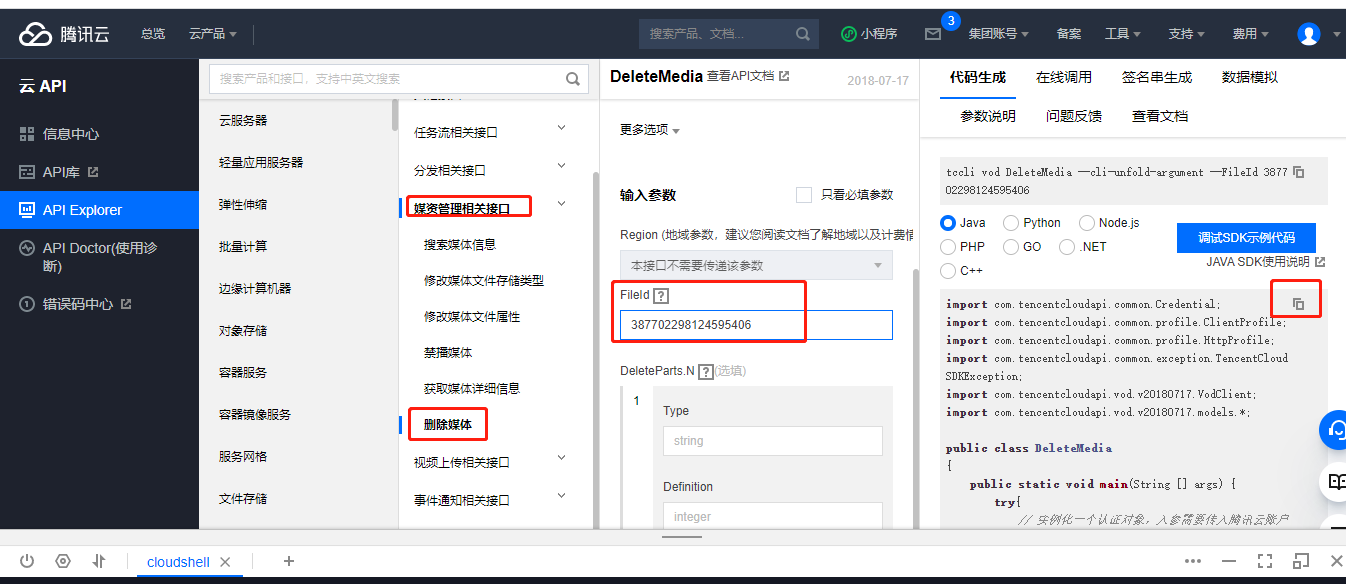 腾讯云
总览
云产品
搜索产品、文档...
小程序
3
集团账号
备案
工具
支持
费用
云 API
信息中心
API库
API Explorer
API Doctor(使用诊
断)
错误码中心
搜索产品和接口，支持中英文搜索
云服务器
轻量应用服务器
弹性伸缩
批量计算
边缘计算机器
对象存储
容器服务
容器镜像服务
服务网格
文件存储
任务流相关接口
分发相关接口
媒资管理相关接口
搜索媒体信息
修改媒体文件存储类型
修改媒体文件属性
禁播媒体
获取媒体详细信息
删除媒体
视频上传相关接口
事件通知相关接口
DeleteMedia 查看API文档
2018-07-17
更多选项
输入参数
只看必填参数
Region (地域参数，建议您阅读文档了解地域以及计费情
本接口不需要传递该参数
FileId ?
387702298124595406
DeleteParts.N ? (选填)
1
Type
string
Definition
integer
代码生成 在线调用 签名串生成 数据模拟
参数说明 问题反馈 查看文档
tccli vod DeleteMedia --cli-unfold-argument --FileId 3877
02298124595406
Java Python Node.js
PHP GO .NET
C++
调试SDK示例代码
JAVA SDK使用说明
import com.tencentcloudapi.common.Credential;
import com.tencentcloudapi.common.profile.ClientProfile;
import com.tencentcloudapi.common.profile.HttpProfile;
import com.tencentcloudapi.common.exception.TencentCloud
SDKException;
import com.tencentcloudapi.vod.v20180717.VodClient;
import com.tencentcloudapi.vod.v20180717.models.*;
public class DeleteMedia
{
public static void main(String [] args) {
try{
// 实例化一个认证对象，入参需要传入腾讯云账户
cloudshell